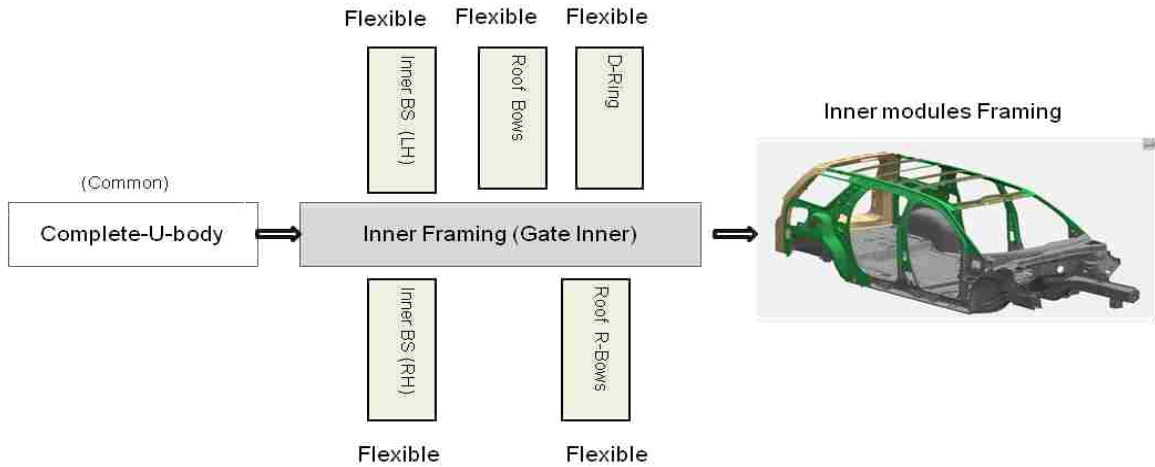 Flexible
Flexible
Flexible
Inner BS (LH)
Roof Bows
D-Ring
Inner modules Framing
(Common)
Complete-U-body
Inner Framing (Gate Inner)
Inner BS (RH)
Roof R-Bows
Flexible
Flexible